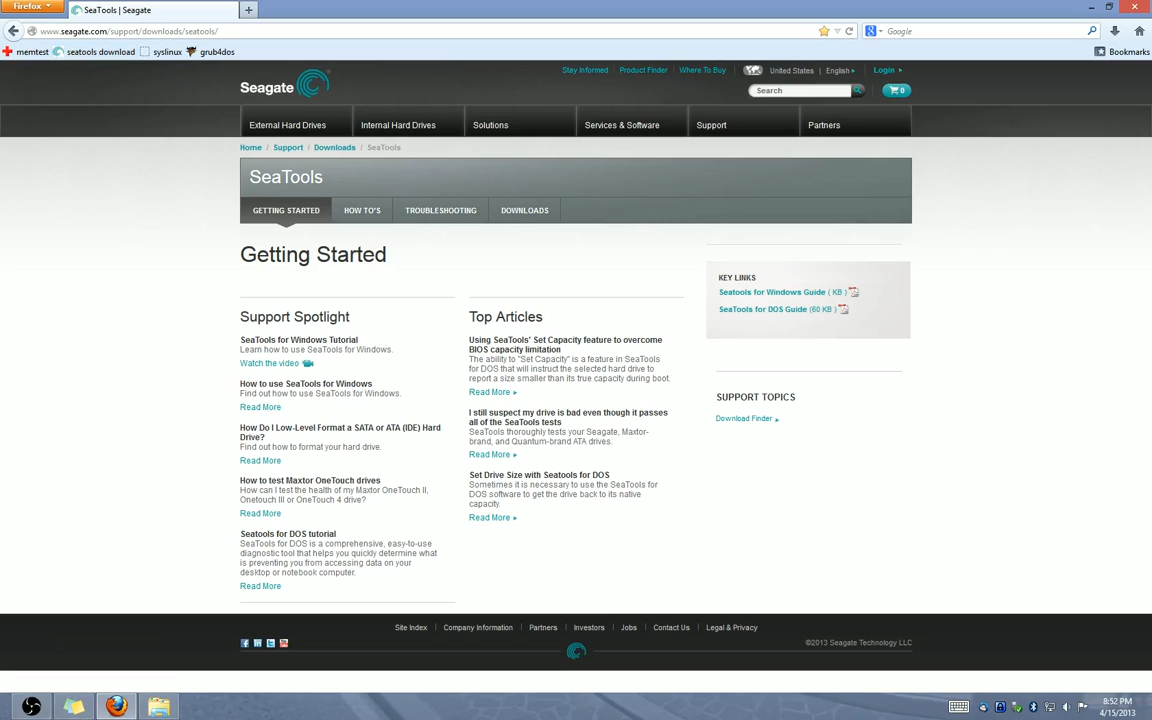 Firefox
SeaTools | Seagate
www.seagate.com/support/downloads/seatools/
Google
memtest seatools download syslinux grub4dos
Bookmarks
Stay Informed Product Finder Where To Buy United States | English Login
Seagate
Search
0
External Hard Drives Internal Hard Drives Solutions Services & Software Support Partners
Home / Support / Downloads / SeaTools
SeaTools
GETTING STARTED HOW TO'S TROUBLESHOOTING DOWNLOADS
Getting Started
Support Spotlight
SeaTools for Windows Tutorial
Learn how to use SeaTools for Windows.
Watch the video
How to use SeaTools for Windows
Find out how to use SeaTools for Windows.
Read More
How Do I Low-Level Format a SATA or ATA (IDE) Hard
Drive?
Find out how to format your hard drive.
Read More
How to test Maxtor OneTouch drives
How can I test the health of my Maxtor OneTouch II,
Onetouch III or OneTouch 4 drive?
Read More
Seatools for DOS tutorial
SeaTools for DOS is a comprehensive, easy-to-use
diagnostic tool that helps you quickly determine what
is preventing you from accessing data on your
desktop or notebook computer.
Read More
Top Articles
Using SeaTools' Set Capacity feature to overcome
BIOS capacity limitation
The ability to "Set Capacity" is a feature in SeaTools
for DOS that will instruct the selected hard drive to
report a size smaller than its true capacity during boot.
Read More
I still suspect my drive is bad even though it passes
all of the SeaTools tests
SeaTools thoroughly tests your Seagate, Maxtor-
brand, and Quantum-brand ATA drives.
Read More
Set Drive Size with Seatools for DOS
Sometimes it is necessary to use the SeaTools for
DOS software to get the drive back to its native
capacity.
Read More
KEY LINKS
Seatools for Windows Guide ( KB )
SeaTools for DOS Guide (60 KB )
SUPPORT TOPICS
Download Finder
Site Index | Company Information | Partners | Investors | Jobs | Contact Us | Legal & Privacy
©2013 Seagate Technology LLC
8:52 PM
4/15/2013